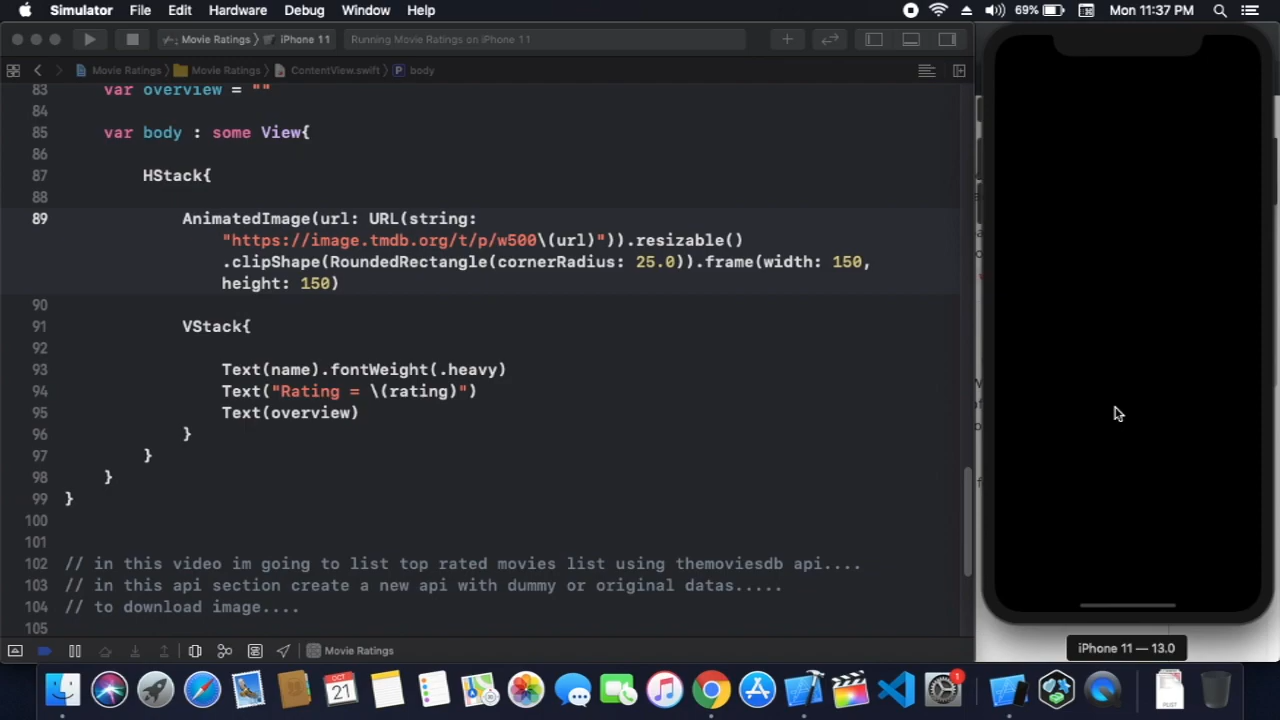 Simulator File Edit Hardware Debug Window Help 69% Mon 11:37 PM
Movie Ratings iPhone 11 Running Movie Ratings on iPhone 11
Movie Ratings Movie Ratings ContentView.swift P body
83 var overview = ""
84
85 var body : some View{
86
87 HStack{
88
89 AnimatedImage(url: URL(string:
"https://image.tmdb.org/t/p/w500\(url)")).resizable()
.clipShape(RoundedRectangle(cornerRadius: 25.0)).frame(width: 150,
height: 150)
90
91 VStack{
92
93 Text(name).fontWeight(.heavy)
94 Text("Rating = \(rating)")
95 Text(overview)
96 }
97 }
98 }
99 }
100
101
102 // in this video im going to list top rated movies list using themoviesdb api....
103 // in this api section create a new api with dummy or original datas.....
104 // to download image....
105
Movie Ratings
iPhone 11 — 13.0
OCT
21
1
PLIST